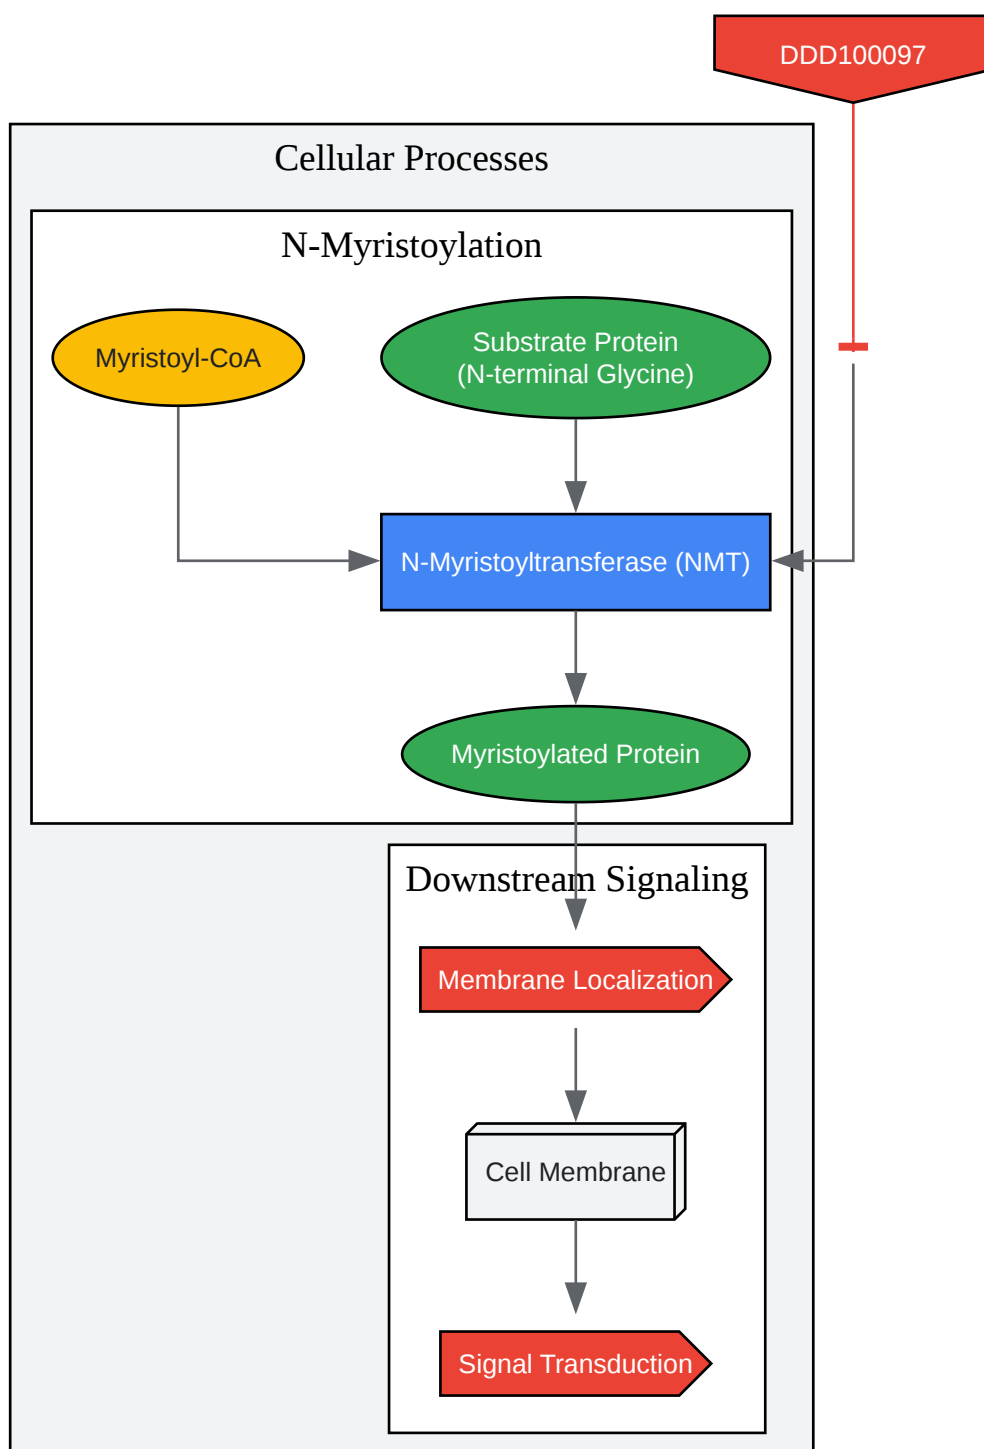 DDD100097
Cellular Processes
N-Myristoylation
Myristoyl-CoA
Substrate Protein
(N-terminal Glycine)
N-Myristoyltransferase (NMT)
Myristoylated Protein
Downstream Signaling
Membrane Localization
Cell Membrane
Signal Transduction